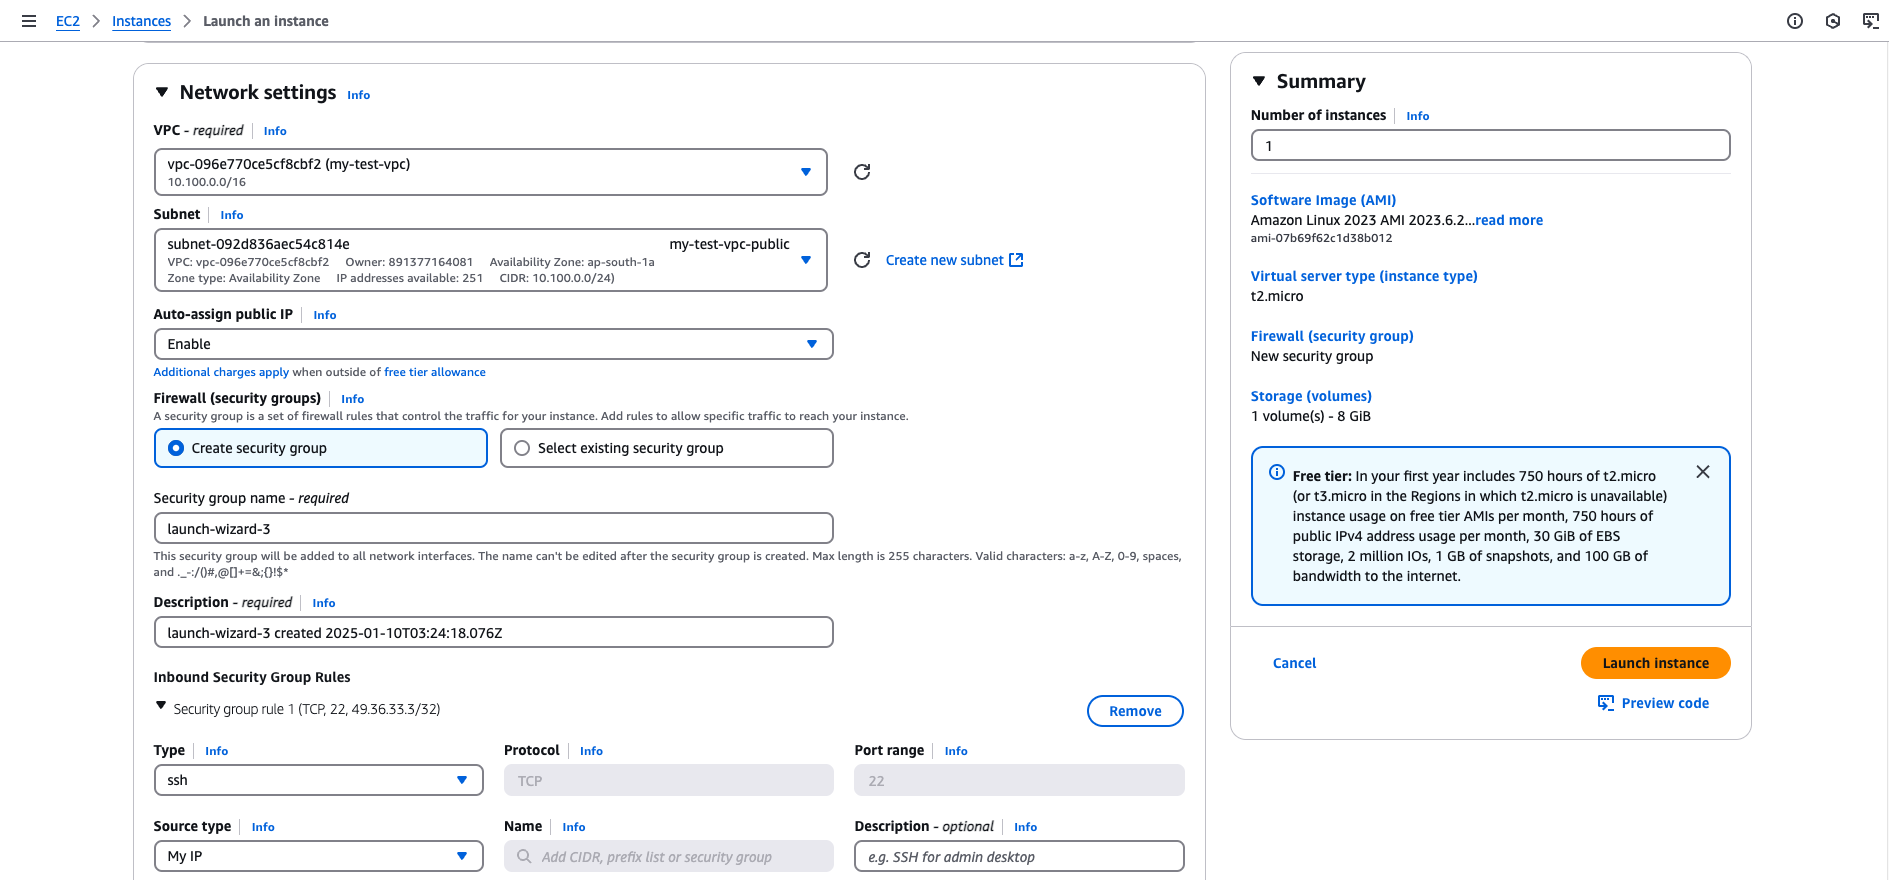 EC2 > Instances > Launch an instance
Network settings Info
VPC - required Info
vpc-096e770ce5cf8cbf2 (my-test-vpc)
10.100.0.0/16
Subnet Info
subnet-092d836aec54c814e my-test-vpc-public
VPC: vpc-096e770ce5cf8cbf2 Owner: 891377164081 Availability Zone: ap-south-1a
Zone type: Availability Zone IP addresses available: 251 CIDR: 10.100.0.0/24)
Create new subnet
Auto-assign public IP Info
Enable
Additional charges apply when outside of free tier allowance
Firewall (security groups) Info
A security group is a set of firewall rules that control the traffic for your instance. Add rules to allow specific traffic to reach your instance.
Create security group Select existing security group
Security group name - required
launch-wizard-3
This security group will be added to all network interfaces. The name can't be edited after the security group is created. Max length is 255 characters. Valid characters: a-z, A-Z, 0-9, spaces,
and ._-:/()#,@[]+=&;{}!$*
Description - required Info
launch-wizard-3 created 2025-01-10T03:24:18.076Z
Inbound Security Group Rules
Security group rule 1 (TCP, 22, 49.36.33.3/32) Remove
Type Info Protocol Info Port range Info
ssh TCP 22
Source type Info Name Info Description - optional Info
My IP Add CIDR, prefix list or security group e.g. SSH for admin desktop
Summary
Number of instances Info
1
Software Image (AMI)
Amazon Linux 2023 AMI 2023.6.2...read more
ami-07b69f62c1d38b012
Virtual server type (instance type)
t2.micro
Firewall (security group)
New security group
Storage (volumes)
1 volume(s) - 8 GiB
Free tier: In your first year includes 750 hours of t2.micro
(or t3.micro in the Regions in which t2.micro is unavailable)
instance usage on free tier AMIs per month, 750 hours of
public IPv4 address usage per month, 30 GiB of EBS
storage, 2 million IOs, 1 GB of snapshots, and 100 GB of
bandwidth to the internet.
Cancel Launch instance
Preview code